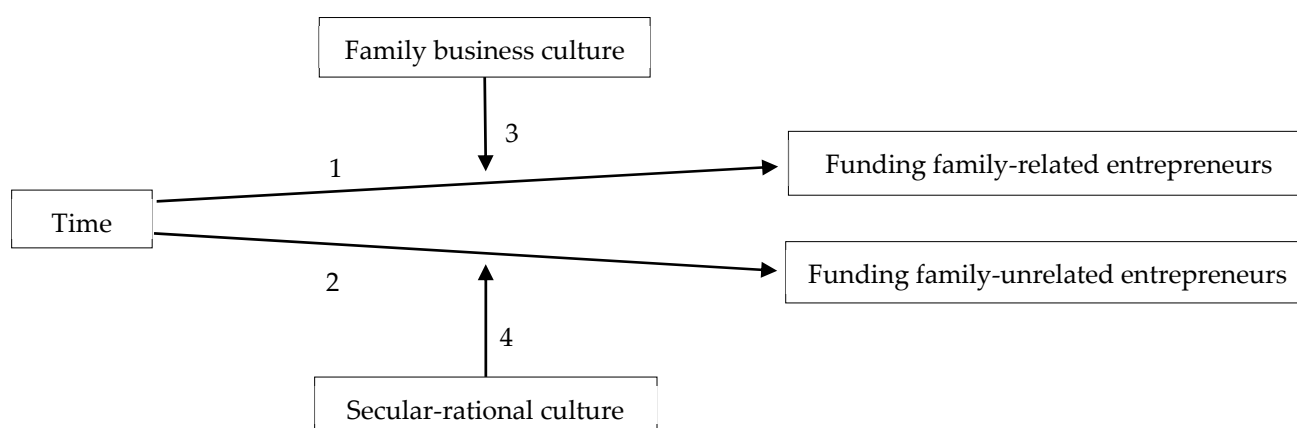 Family business culture
3
1
Funding family-related entrepreneurs
Time
Funding family-unrelated entrepreneurs
2
4
Secular-rational culture